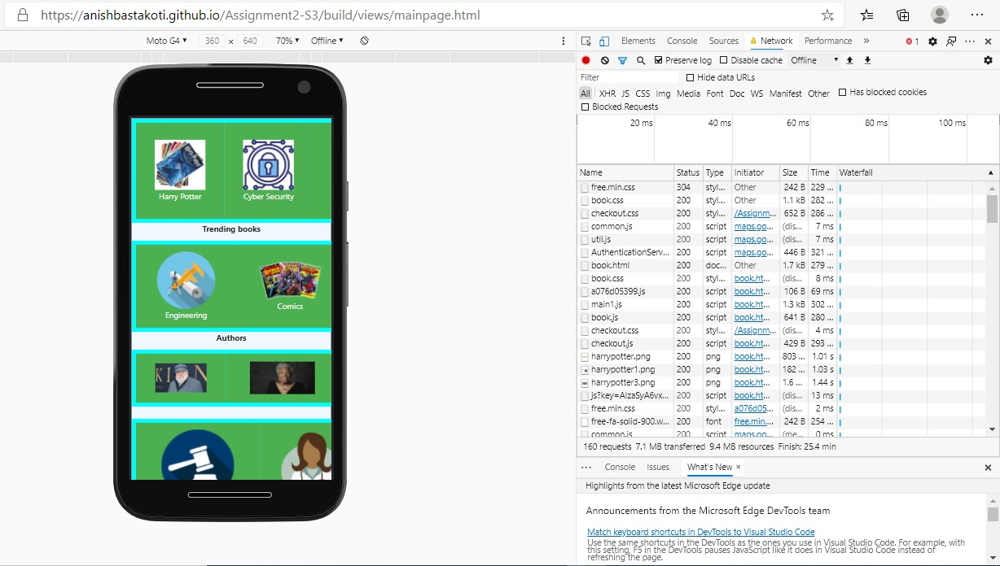 https://anishbastakoti.github.io/Assignment2-S3/build/views/mainpage.html
Moto G4 360 x 640 70% Offline
Elements Console Sources Network Performance » 1
Preserve log Disable cache Offline
Filter Hide data URLs
All XHR JS CSS Img Media Font Doc WS Manifest Other Has blocked cookies
Blocked Requests
20 ms 40 ms 60 ms 80 ms 100 ms
Name Status Type Initiator Size Time Waterfall
free.min.css 304 styl... Other 242 B 229 ...
book.css 200 styl... Other 1.1 kB 282 ...
checkout.css 200 styl... /Assignm... 652 B 286 ...
common.js 200 script maps.go... (dis... 7 ms
util.js 200 script maps.go... (dis... 7 ms
AuthenticationServ... 200 script maps.go... 446 B 321 ...
book.html 200 doc... Other 1.7 kB 279 ...
book.css 200 styl... book.ht... (dis... 8 ms
a076d05399.js 200 script book.ht... 106 B 69 ms
main1.js 200 script book.ht... 1.3 kB 302 ...
book.js 200 script book.ht... 641 B 280 ...
checkout.css 200 styl... /Assignm... (dis... 4 ms
checkout.js 200 script book.ht... 429 B 293 ...
harrypotter.png 200 png book.ht... 803 ... 1.01 s
harrypotter1.png 200 png book.ht... 182 ... 1.03 s
harrypotter3.png 200 png book.ht... 1.6 ... 1.44 s
js?key=AIzaSyA6vx... 200 script book.ht... (dis... 13 ms
free.min.css 200 styl... a076d05... (dis... 2 ms
free-fa-solid-900.w... 200 font free.min.... 242 B 254 ...
common.js 200 script maps.go... (me... 0 ms
160 requests 7.1 MB transferred 9.4 MB resources Finish: 25.4 min
Console Issues What's New ×
Highlights from the latest Microsoft Edge update
Announcements from the Microsoft Edge DevTools team
Match keyboard shortcuts in DevTools to Visual Studio Code
Use the same shortcuts in the DevTools as the ones you use in Visual Studio Code. For example, with
this setting, F5 in the DevTools pauses JavaScript like it does in Visual Studio Code instead of
refreshing the page.
Harry Potter Cyber Security
Trending books
Engineering Comics
Authors